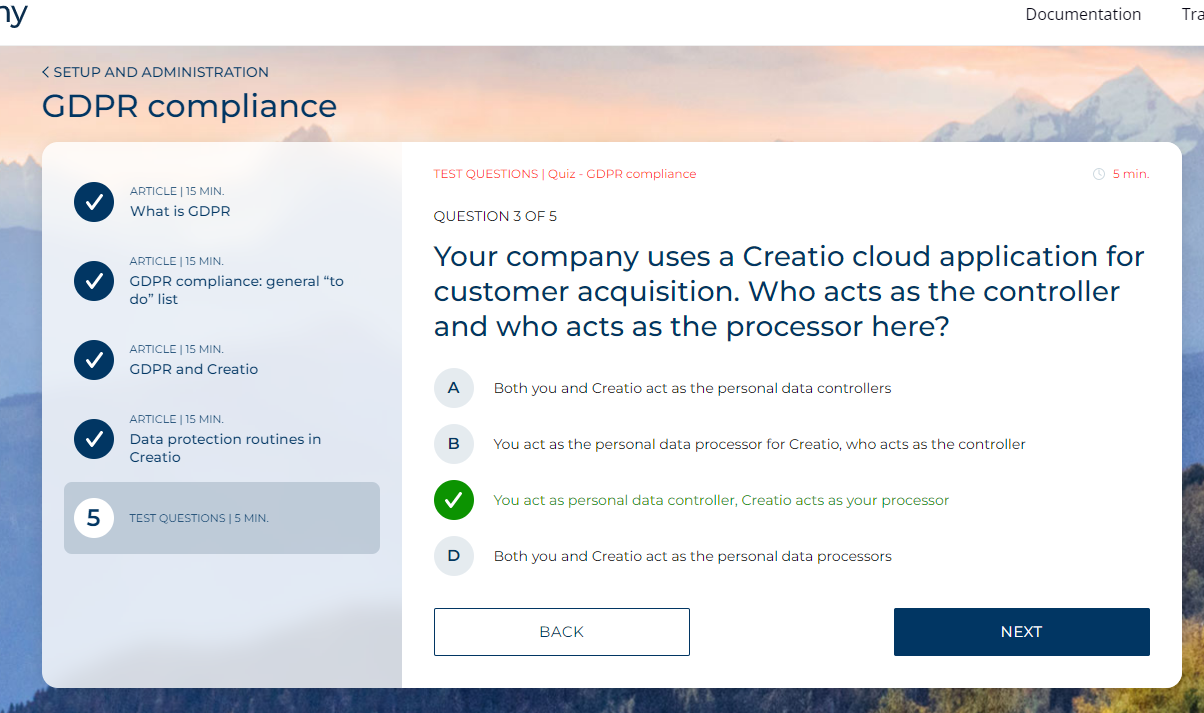 Documentation
SETUP AND ADMINISTRATION
GDPR compliance
ARTICLE | 15 MIN.
What is GDPR
ARTICLE | 15 MIN.
GDPR compliance: general “to
do” list
ARTICLE | 15 MIN.
GDPR and Creatio
ARTICLE | 15 MIN.
Data protection routines in
Creatio
5
TEST QUESTIONS | 5 MIN.
TEST QUESTIONS | Quiz - GDPR compliance
5 min.
QUESTION 3 OF 5
Your company uses a Creatio cloud application for
customer acquisition. Who acts as the controller
and who acts as the processor here?
A Both you and Creatio act as the personal data controllers
B You act as the personal data processor for Creatio, who acts as the controller
You act as personal data controller, Creatio acts as your processor
D Both you and Creatio act as the personal data processors
BACK
NEXT